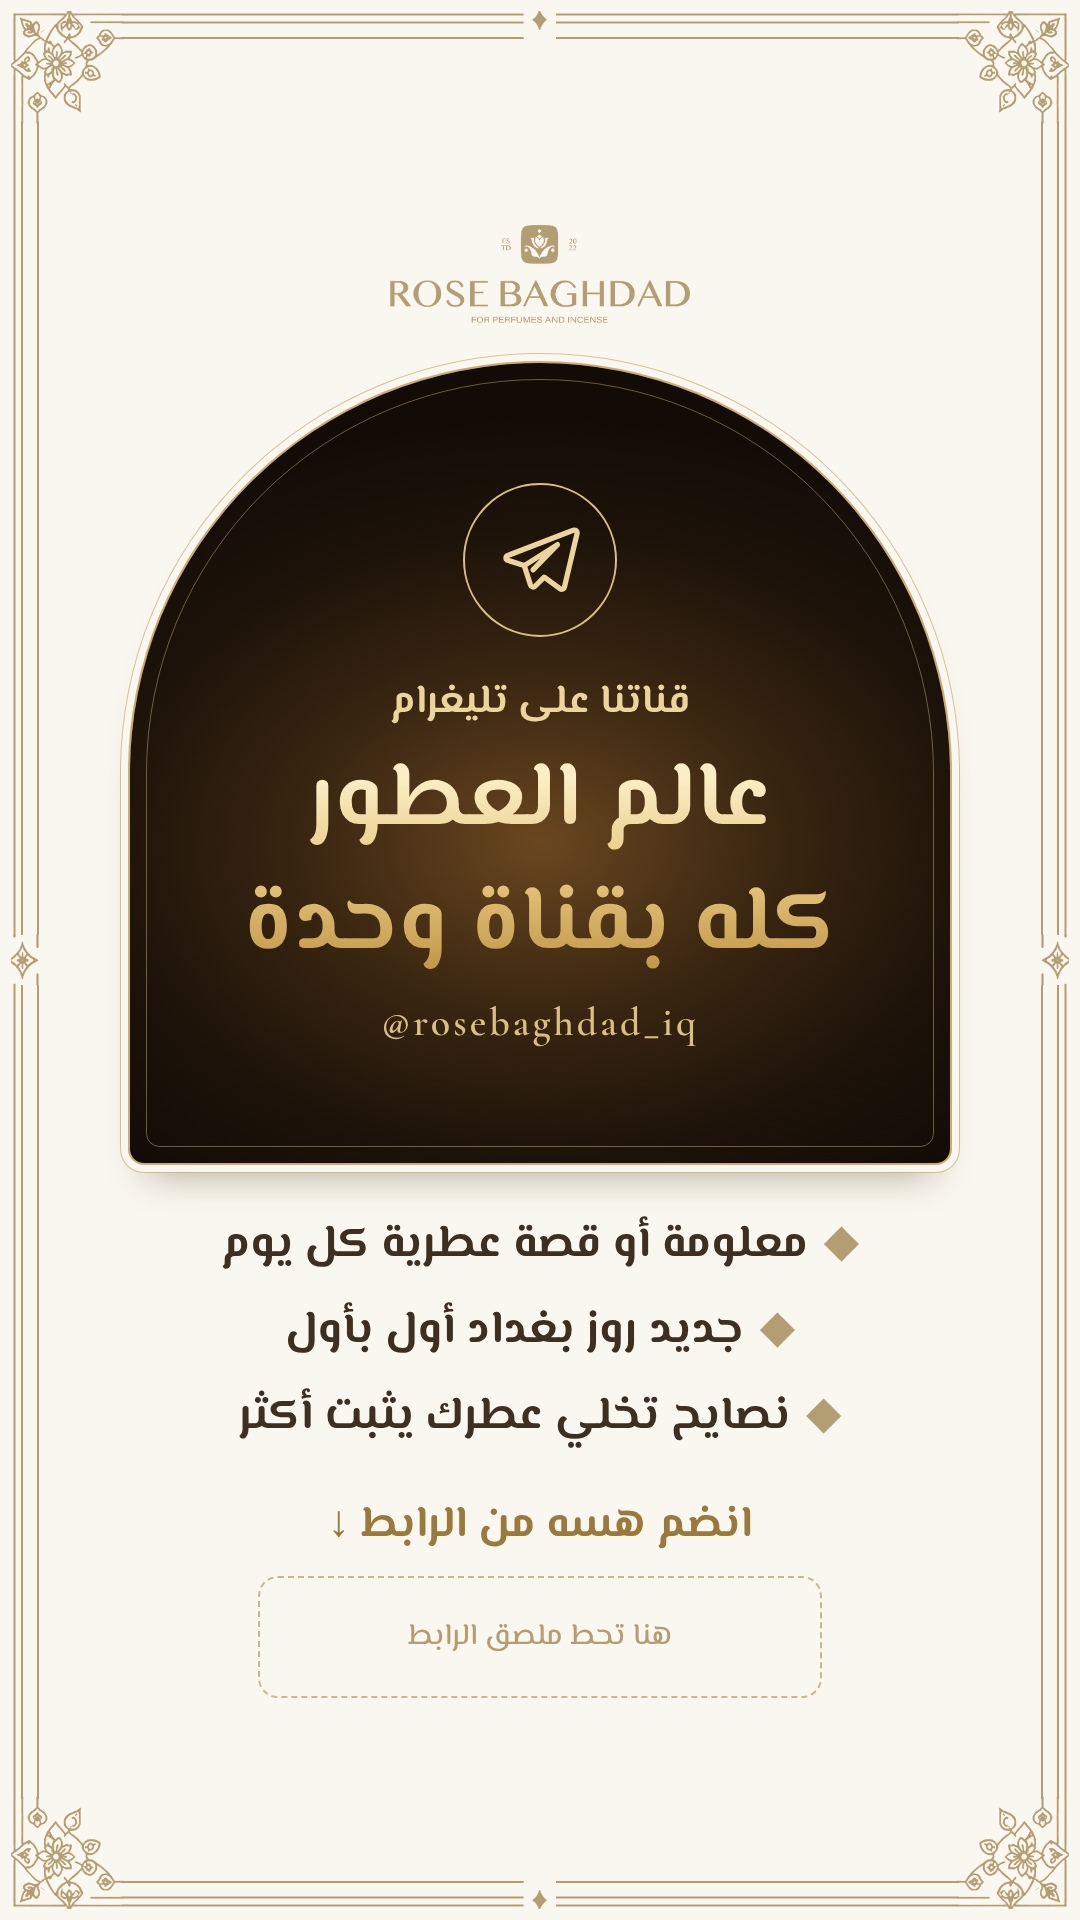 ES
TD
20
22
ROSE BAGHDAD
FOR PERFUMES AND INCENSE
قناتنا على تليغرام
عالم العطور
كله بقناة وحدة
@rosebaghdad_iq
معلومة أو قصة عطرية كل يوم
جديد روز بغداد أول بأول
نصايح تخلي عطرك يثبت أكثر
انضم هسه من الرابط ↓
هنا تحط ملصق الرابط